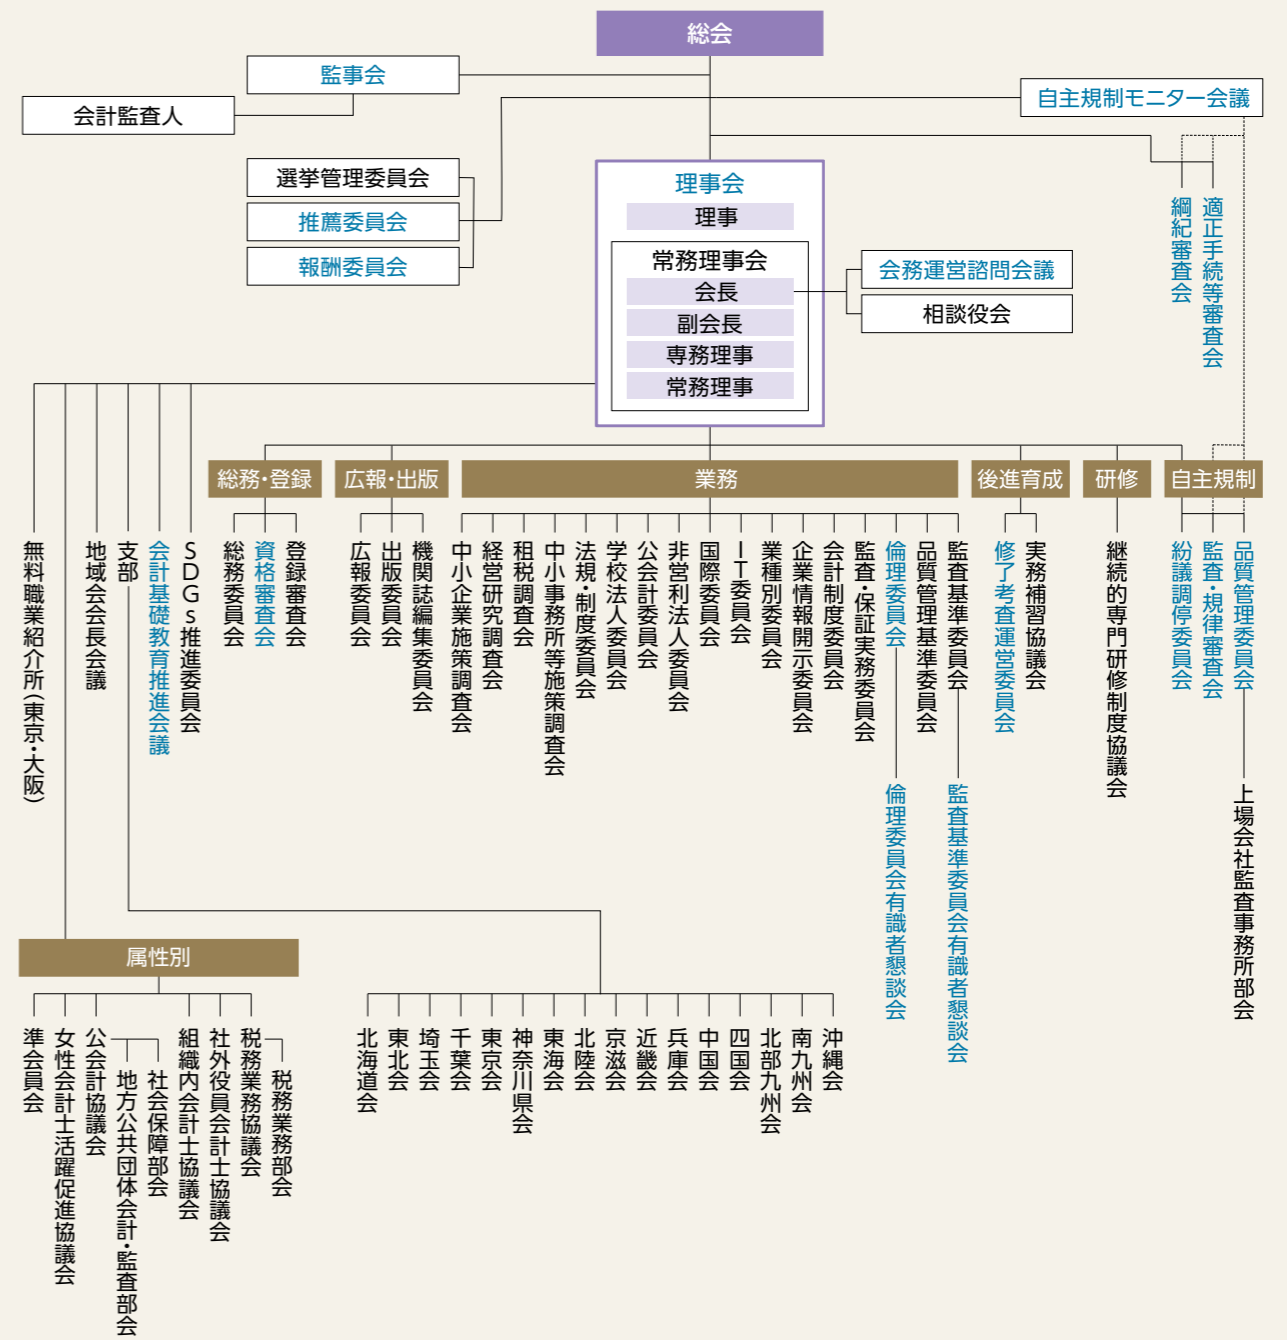 総会
監事会
会計監査人
自主規制モニター会議
選挙管理委員会
推薦委員会
報酬委員会
理事会
理事
常務理事会
会長
副会長
専務理事
常務理事
会務運営諮問会議
相談役会
綱紀審査会
適正手続等審査会
無料職業紹介所(東京・大阪)
地域会会長会議
支部
会計基礎教育推進会議
SDGs推進委員会
総務・登録
総務委員会
資格審査会
登録審査会
広報・出版
広報委員会
出版委員会
機関誌編集委員会
業務
中小企業施策調査会
経営研究調査会
租税調査会
中小事務所等施策調査会
法規・制度委員会
学校法人委員会
公会計委員会
非営利法人委員会
国際委員会
IT委員会
業種別委員会
企業情報開示委員会
会計制度委員会
監査・保証実務委員会
倫理委員会
品質管理基準委員会
監査基準委員会
倫理委員会有識者懇談会
監査基準委員会有識者懇談会
後進育成
修了考査運営委員会
実務補習協議会
研修
継続的専門研修制度協議会
自主規制
紛議調停委員会
監査・規律審査会
品質管理委員会
上場会社監査事務所部会
属性別
準会員会
女性会計士活躍促進協議会
公会計協議会
地方公共団体会計・監査部会
社会保障部会
組織内会計士協議会
社外役員会計士協議会
税務業務協議会
税務業務部会
北海道会
東北会
埼玉会
千葉会
東京会
神奈川県会
東海会
北陸会
京滋会
近畿会
兵庫会
中国会
四国会
北部九州会
南九州会
沖縄会